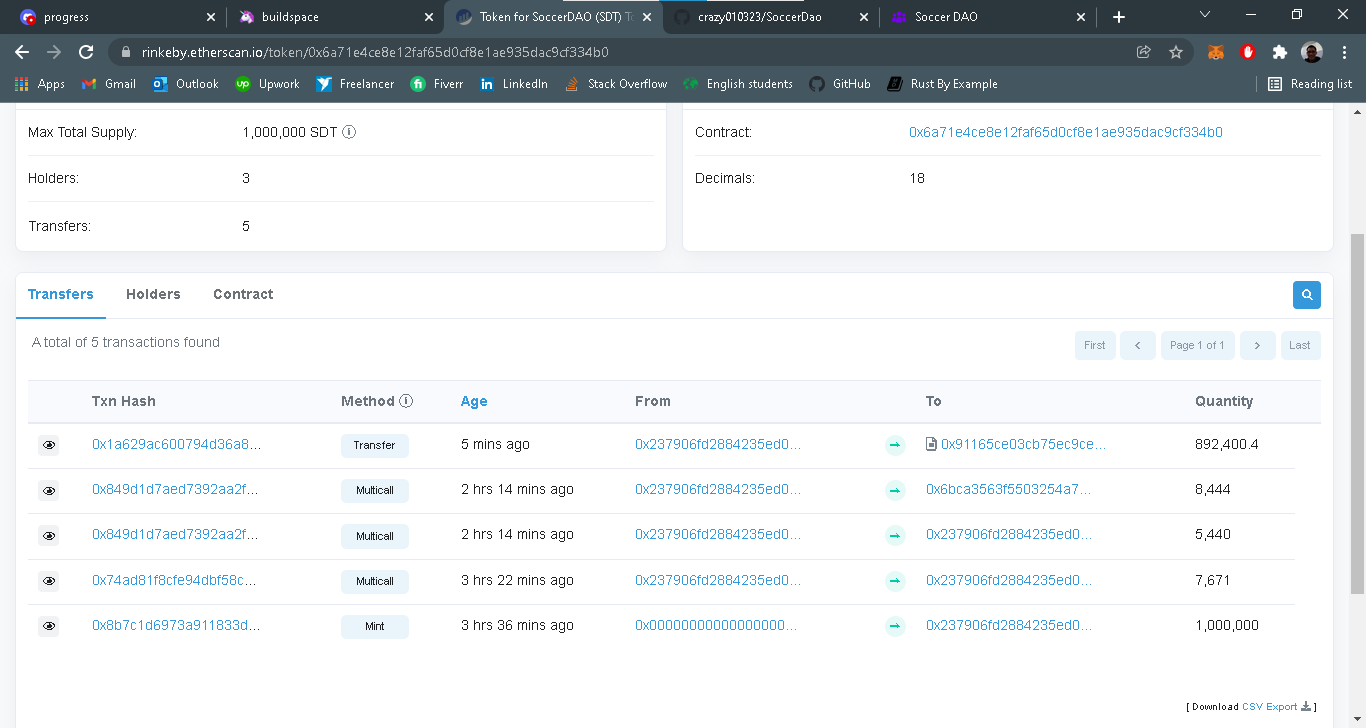 progress
buildspace
Token for SoccerDAO (SDT) To
crazy010323/SoccerDao
Soccer DAO
rinkeby.etherscan.io/token/0x6a71e4ce8e12faf65d0cf8e1ae935dac9cf334b0
Apps Gmail Outlook Upwork Freelancer Fiverr LinkedIn Stack Overflow English students GitHub Rust By Example Reading list
Max Total Supply: 1,000,000 SDT
Holders: 3
Transfers: 5
Contract: 0x6a71e4ce8e12faf65d0cf8e1ae935dac9cf334b0
Decimals: 18
Transfers Holders Contract
A total of 5 transactions found
First Page 1 of 1 Last
Txn Hash Method Age From To Quantity
0x1a629ac600794d36a8... Transfer 5 mins ago 0x237906fd2884235ed0... 0x91165ce03cb75ec9ce... 892,400.4
0x849d1d7aed7392aa2f... Multicall 2 hrs 14 mins ago 0x237906fd2884235ed0... 0x6bca3563f5503254a7... 8,444
0x849d1d7aed7392aa2f... Multicall 2 hrs 14 mins ago 0x237906fd2884235ed0... 0x237906fd2884235ed0... 5,440
0x74ad81f8cfe94dbf58c... Multicall 3 hrs 22 mins ago 0x237906fd2884235ed0... 0x237906fd2884235ed0... 7,671
0x8b7c1d6973a911833d... Mint 3 hrs 36 mins ago 0x00000000000000000... 0x237906fd2884235ed0... 1,000,000
[ Download CSV Export ]